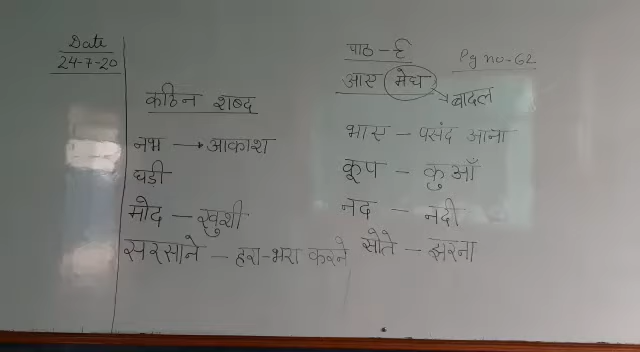 Date
24-7-20
पाठ-९
Pg no-62
आए मेघ → बादल
कठिन शब्द
नभ → आकाश
घडी
मोद - खुशी
सरसाने - हरा-भरा करने
भाए - पसंद आना
कूप - कुआँ
नद - नदी
सोते - झरना